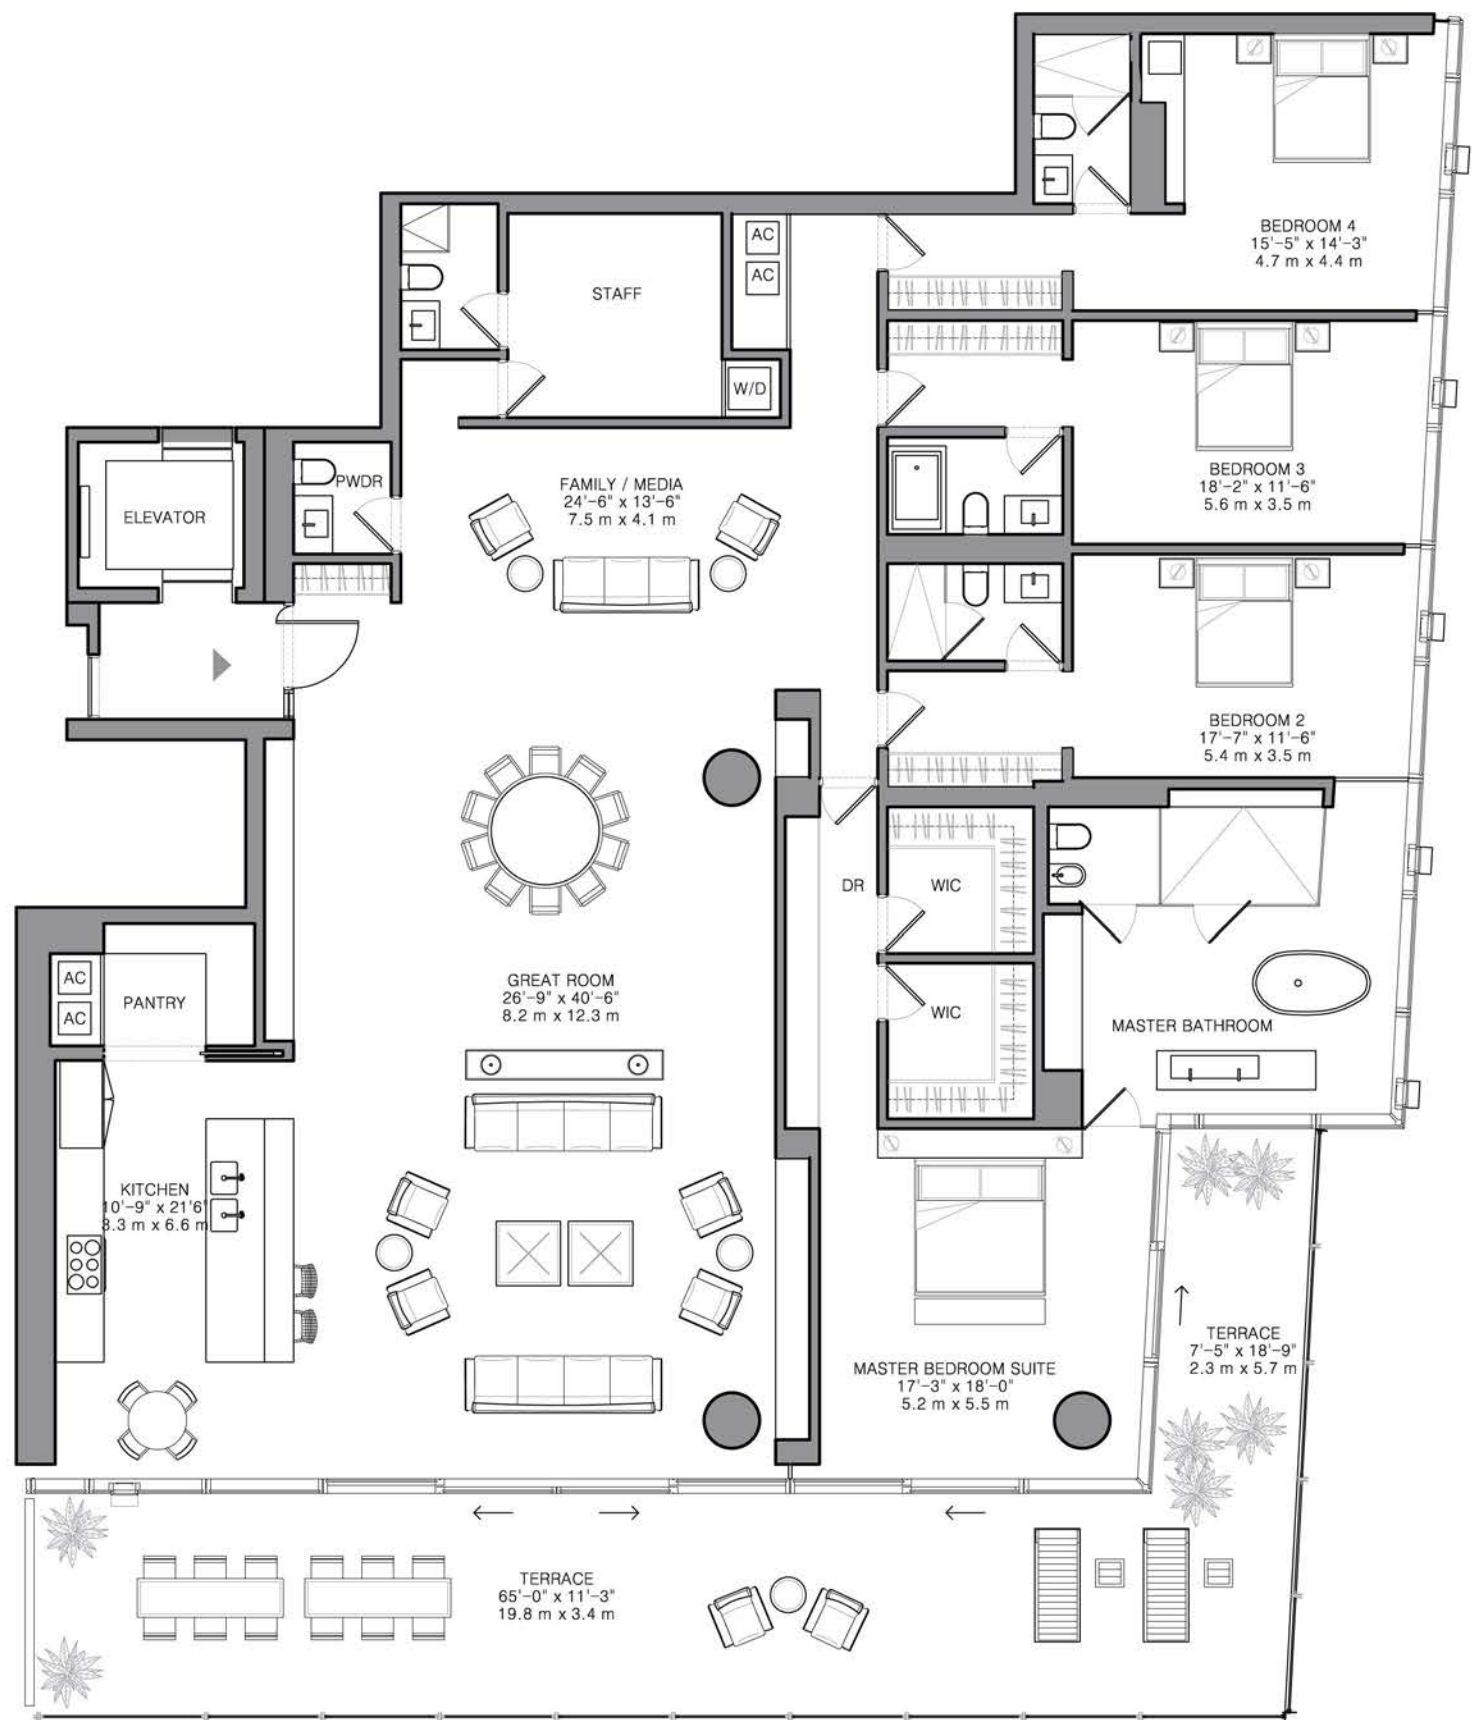 BEDROOM 4
15'-5" x 14'-3"
4.7 m x 4.4 m
AC
AC
STAFF
W/D
BEDROOM 3
18'-2" x 11'-6"
5.6 m x 3.5 m
PWDR
FAMILY / MEDIA
24'-6" x 13'-6"
7.5 m x 4.1 m
ELEVATOR
BEDROOM 2
17'-7" x 11'-6"
5.4 m x 3.5 m
DR
WIC
GREAT ROOM
26'-9" x 40'-6"
8.2 m x 12.3 m
AC
AC
PANTRY
WIC
MASTER BATHROOM
KITCHEN
10'-9" x 21'6"
3.3 m x 6.6 m
TERRACE
7'-5" x 18'-9"
2.3 m x 5.7 m
MASTER BEDROOM SUITE
17'-3" x 18'-0"
5.2 m x 5.5 m
TERRACE
65'-0" x 11'-3"
19.8 m x 3.4 m